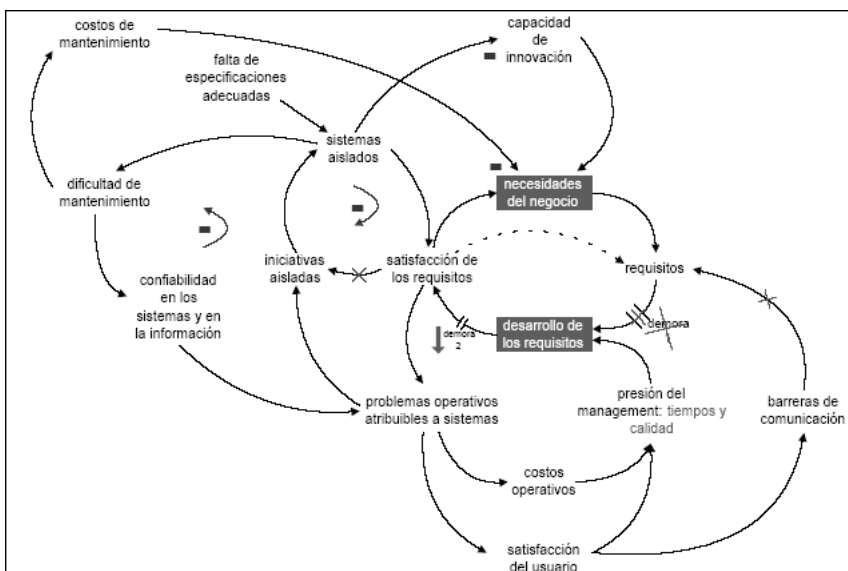 costos de
mantenimiento
falta de
especificaciones
adecuadas
capacidad
de
innovación
sistemas
aislados
dificultad de
mantenimiento
necesidades
del negocio
iniciativas
aisladas
satisfacción de
los requisitos
requisitos
confiabilidad
en los
sistemas y en
la información
demora
2
desarrollo de
los requisitos
demora
problemas operativos
atribuibles a sistemas
presión del
management: tiempos y
calidad
barreras de
comunicación
costos
operativos
satisfacción
del usuario